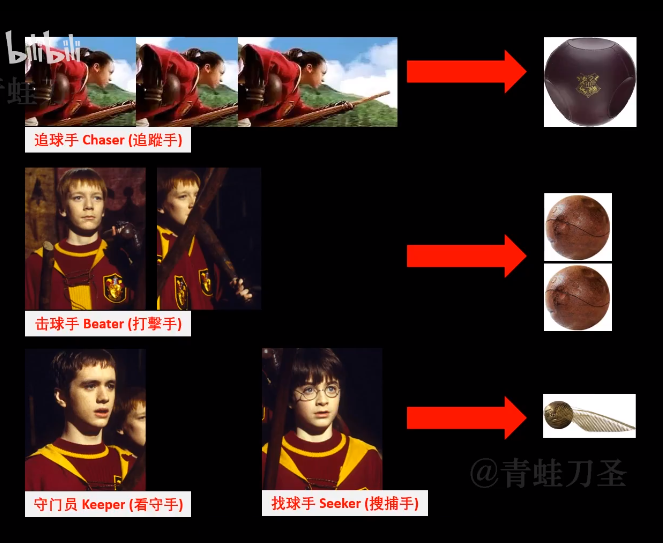 bilibili
追球手 Chaser (追蹤手)
击球手 Beater (打擊手)
守门员 Keeper (看守手)
找球手 Seeker (搜捕手)
@青蛙刀圣